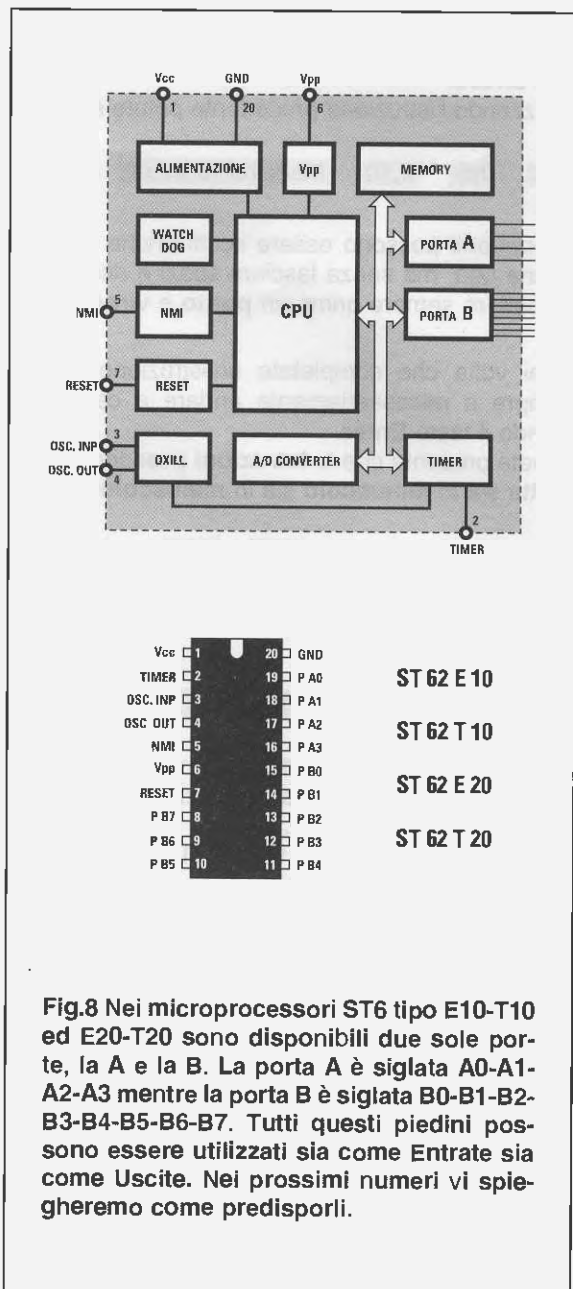 Vcc GND Vpp
1 20 6
ALIMENTAZIONE Vpp MEMORY
WATCH DOG
PORTA A
CPU
NMI 5 NMI
PORTA B
RESET 7 RESET
OSC. INP 3
OSC. OUT 4
OXILL. A/D CONVERTER TIMER
2
TIMER
Vcc 1 20 GND
TIMER 2 19 P A0
OSC. INP 3 18 P A1
OSC OUT 4 17 P A2
NMI 5 16 P A3
Vpp 6 15 P B0
RESET 7 14 P B1
P B7 8 13 P B2
P B6 9 12 P B3
P B5 10 11 P B4
ST 62 E 10
ST 62 T 10
ST 62 E 20
ST 62 T 20
Fig.8 Nei microprocessori ST6 tipo E10-T10
ed E20-T20 sono disponibili due sole por-
te, la A e la B. La porta A è siglata A0-A1-
A2-A3 mentre la porta B è siglata B0-B1-B2-
B3-B4-B5-B6-B7. Tutti questi piedini pos-
sono essere utilizzati sia come Entrate sia
come Uscite. Nei prossimi numeri vi spie-
gheremo come predisporli.